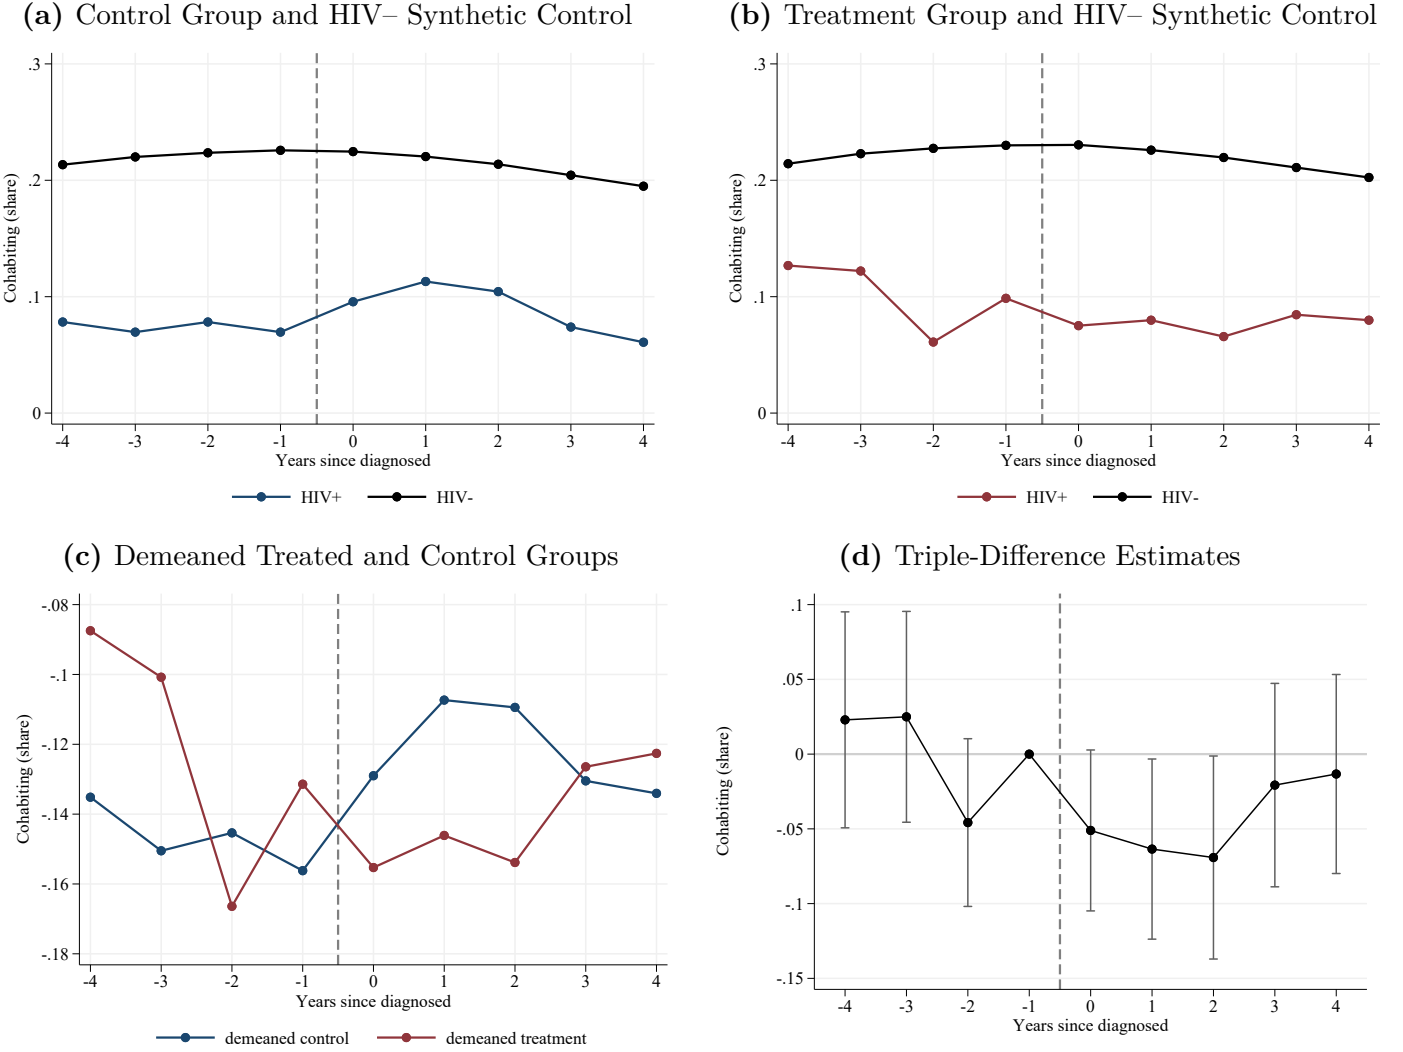 (a) Control Group and HIV– Synthetic Control
.3
.2
.1
0
Cohabiting (share)
-4 -3 -2 -1 0 1 2 3 4
Years since diagnosed
HIV+ HIV-
(b) Treatment Group and HIV– Synthetic Control
.3
.2
.1
0
Cohabiting (share)
-4 -3 -2 -1 0 1 2 3 4
Years since diagnosed
HIV+ HIV-
(c) Demeaned Treated and Control Groups
-.08
-.1
-.12
-.14
-.16
-.18
Cohabiting (share)
-4 -3 -2 -1 0 1 2 3 4
Years since diagnosed
demeaned control demeaned treatment
(d) Triple-Difference Estimates
.1
.05
0
-.05
-.1
-.15
Cohabiting (share)
-4 -3 -2 -1 0 1 2 3 4
Years since diagnosed